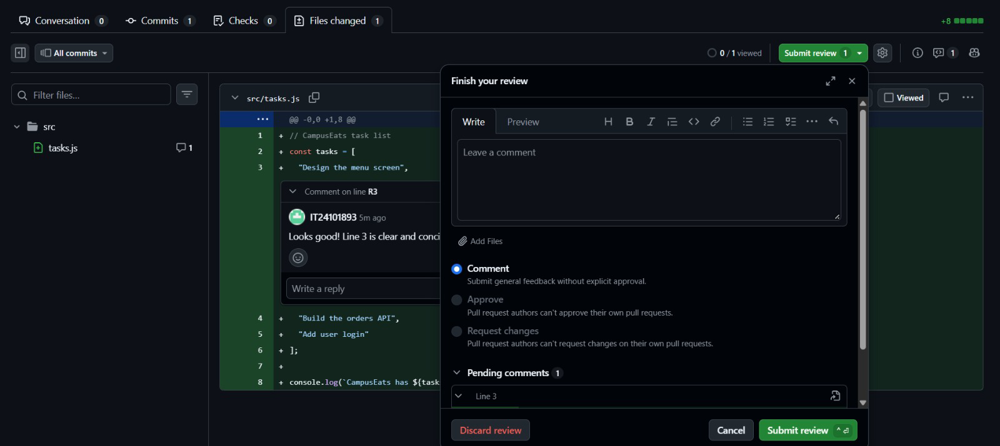 Conversation 0
Commits 1
Checks 0
Files changed 1
+8
All commits
0 / 1 viewed
Submit review 1
1
Filter files...
src
tasks.js
1
src/tasks.js
Viewed
@@ -0,0 +1,8 @@
1 + // CampusEats task list
2 + const tasks = [
3 + "Design the menu screen",
Comment on line R3
IT24101893 5m ago
Looks good! Line 3 is clear and conci
Write a reply
4 + "Build the orders API",
5 + "Add user login"
6 + ];
7 +
8 + console.log(`CampusEats has ${task
Finish your review
Write
Preview
Leave a comment
Add Files
Comment
Submit general feedback without explicit approval.
Approve
Pull request authors can't approve their own pull requests.
Request changes
Pull request authors can't request changes on their own pull requests.
Pending comments 1
Line 3
Discard review
Cancel
Submit review